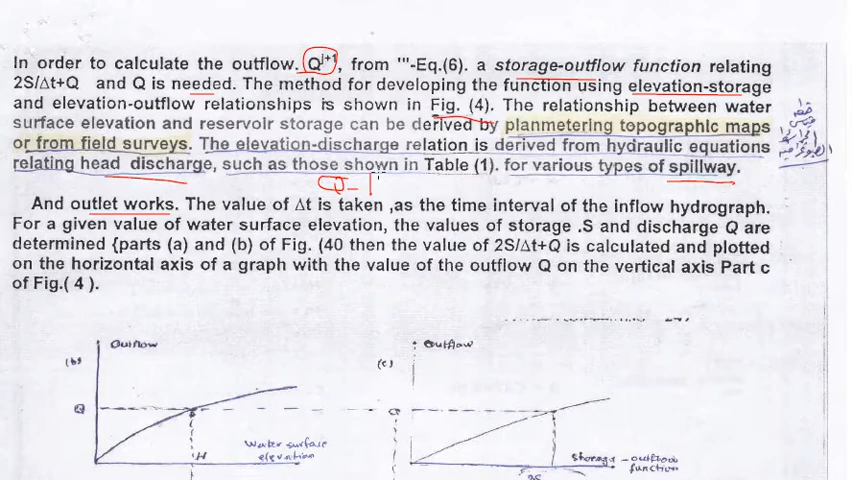 In order to calculate the outflow. Q^j+1, from "'-Eq.(6). a storage-outflow function relating
2S/Δt+Q and Q is needed. The method for developing the function using elevation-storage
and elevation-outflow relationships is shown in Fig. (4). The relationship between water
surface elevation and reservoir storage can be derived by planmetering topographic maps
or from field surveys. The elevation-discharge relation is derived from hydraulic equations
relating head discharge, such as those shown in Table (1). for various types of spillway.
Q-
And outlet works. The value of Δt is taken ,as the time interval of the inflow hydrograph.
For a given value of water surface elevation, the values of storage .S and discharge Q are
determined {parts (a) and (b) of Fig. (40 then the value of 2S/Δt+Q is calculated and plotted
on the horizontal axis of a graph with the value of the outflow Q on the vertical axis Part c
of Fig.( 4 ).
Outflow
(b)
Q
H
Water surface
elevation
Outflow
(c)
Q
Storage - outflow
function
2S